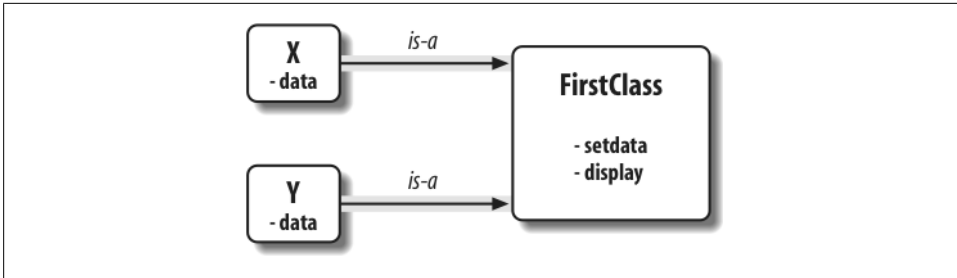 X
- data
is-a
FirstClass
- setdata
- display
Y
- data
is-a